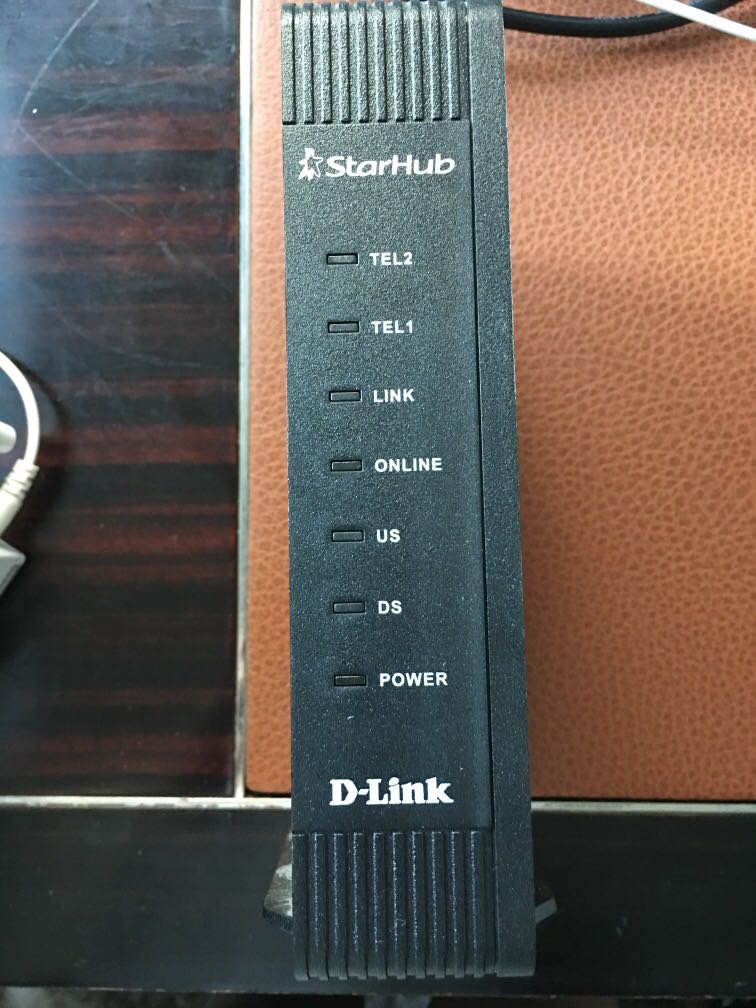 StarHub
TEL2
TEL1
LINK
ONLINE
US
DS
POWER
D-Link